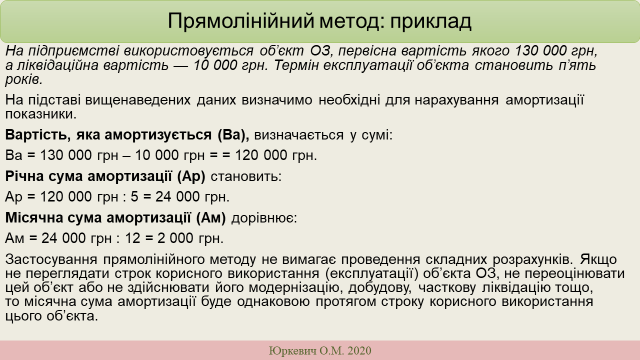 Прямолінійний метод: приклад
На підприємстві використовується об’єкт ОЗ, первісна вартість якого 130 000 грн,
а ліквідаційна вартість — 10 000 грн. Термін експлуатації об’єкта становить п’ять
років.
На підставі вищенаведених даних визначимо необхідні для нарахування амортизації
показники.
Вартість, яка амортизується (Ва), визначається у сумі:
Ва = 130 000 грн – 10 000 грн = = 120 000 грн.
Річна сума амортизації (Ар) становить:
Ар = 120 000 грн : 5 = 24 000 грн.
Місячна сума амортизації (Ам) дорівнює:
Ам = 24 000 грн : 12 = 2 000 грн.
Застосування прямолінійного методу не вимагає проведення складних розрахунків. Якщо
не переглядати строк корисного використання (експлуатації) об’єкта ОЗ, не переоцінювати
цей об’єкт або не здійснювати його модернізацію, добудову, часткову ліквідацію тощо,
то місячна сума амортизації буде однаковою протягом строку корисного використання
цього об’єкта.
Юркевич О.М. 2020